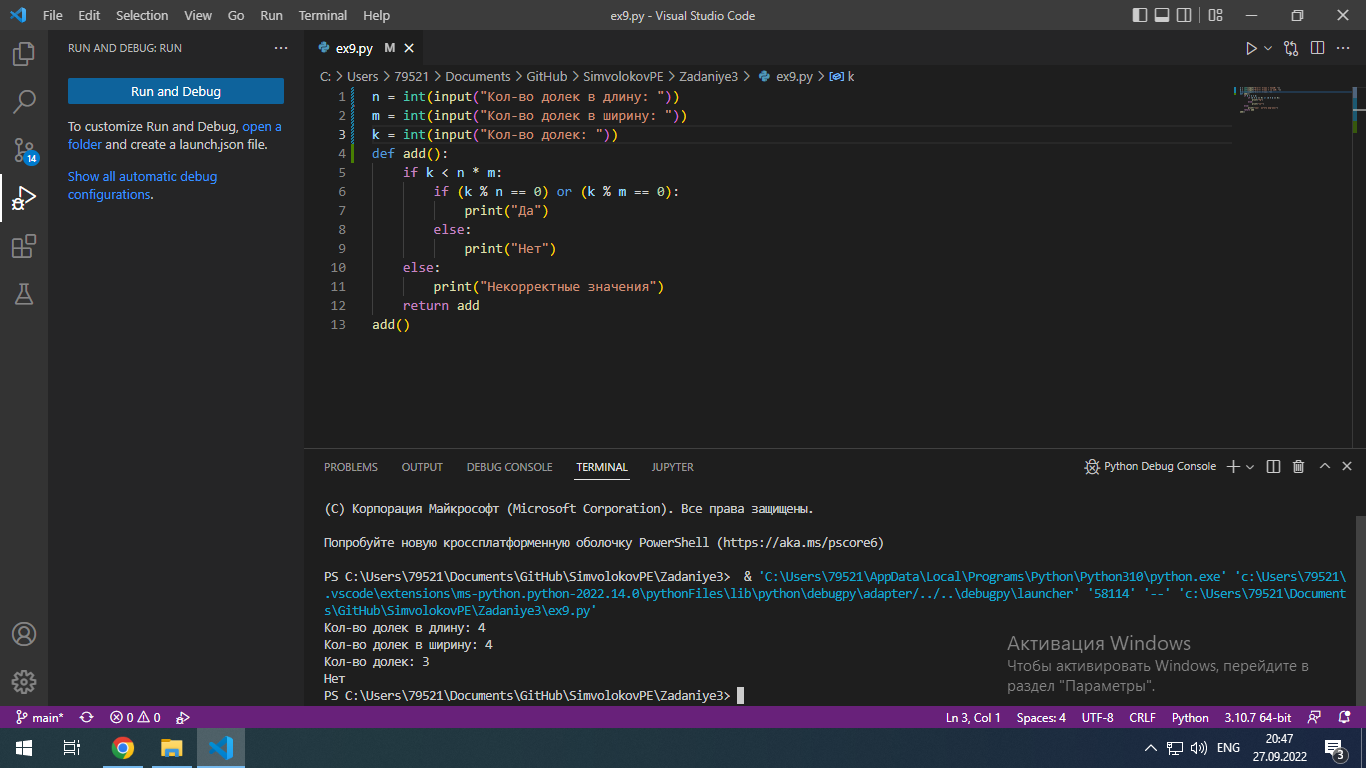 File Edit Selection View Go Run Terminal Help ex9.py - Visual Studio Code
RUN AND DEBUG: RUN ···
Run and Debug
To customize Run and Debug, open a
folder and create a launch.json file.
Show all automatic debug
configurations.
14
ex9.py M
C: > Users > 79521 > Documents > GitHub > SimvolokovPE > Zadaniye3 > ex9.py > k
1 n = int(input("Кол-во долек в длину: "))
2 m = int(input("Кол-во долек в ширину: "))
3 k = int(input("Кол-во долек: "))
4 def add():
5     if k < n * m:
6         if (k % n == 0) or (k % m == 0):
7             print("Да")
8         else:
9             print("Нет")
10     else:
11         print("Некорректные значения")
12     return add
13 add()
PROBLEMS OUTPUT DEBUG CONSOLE TERMINAL JUPYTER Python Debug Console
(C) Корпорация Майкрософт (Microsoft Corporation). Все права защищены.
Попробуйте новую кроссплатформенную оболочку PowerShell (https://aka.ms/pscore6)
PS C:\Users\79521\Documents\GitHub\SimvolokovPE\Zadaniye3>  & 'C:\Users\79521\AppData\Local\Programs\Python\Python310\python.exe' 'c:\Users\79521\
.vscode\extensions\ms-python.python-2022.14.0\pythonFiles\lib\python\debugpy\adapter/../..\debugpy\launcher' '58114' '--' 'c:\Users\79521\Document
s\GitHub\SimvolokovPE\Zadaniye3\ex9.py'
Кол-во долек в длину: 4
Кол-во долек в ширину: 4
Кол-во долек: 3
Нет
PS C:\Users\79521\Documents\GitHub\SimvolokovPE\Zadaniye3>
Активация Windows
Чтобы активировать Windows, перейдите в
раздел "Параметры".
main* 0 0 Ln 3, Col 1 Spaces: 4 UTF-8 CRLF Python 3.10.7 64-bit
ENG
20:47
27.09.2022
3